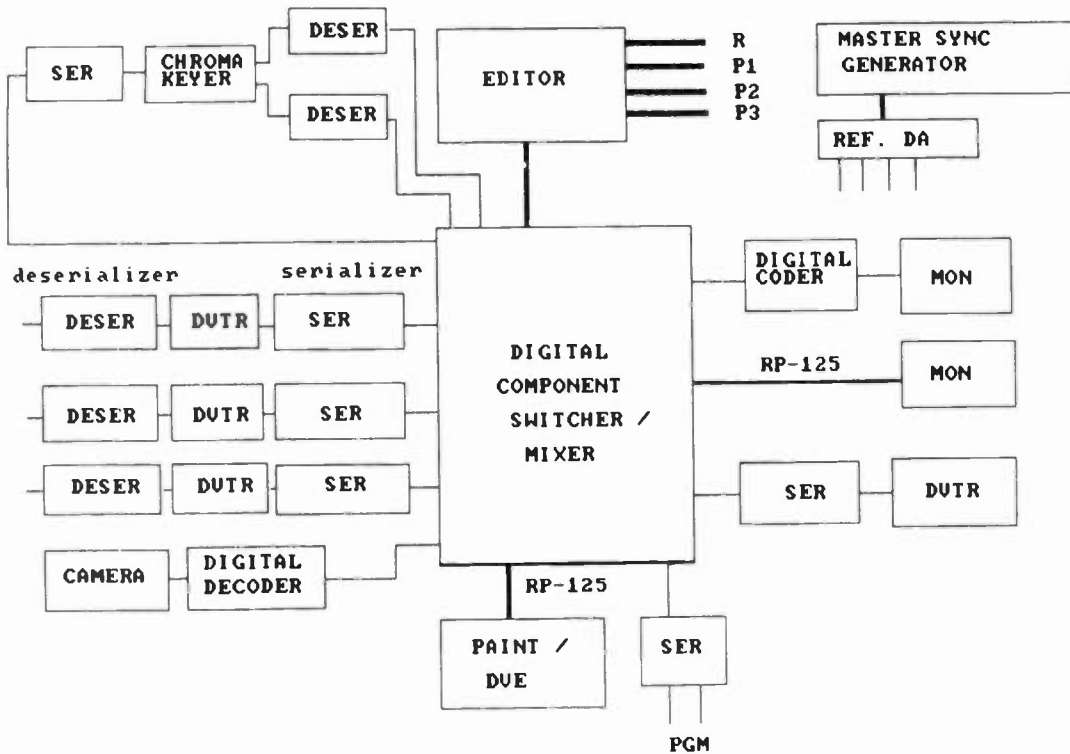 DESER
SER
CHROMA
KEYER
DESER
EDITOR
R
P1
P2
P3
MASTER SYNC
GENERATOR
REF. DA
deserializer
serializer
DESER
DVTR
SER
DESER
DVTR
SER
DESER
DVTR
SER
CAMERA
DIGITAL
DECODER
DIGITAL
COMPONENT
SWITCHER /
MIXER
DIGITAL
CODER
MON
RP-125
MON
SER
DVTR
RP-125
PAINT /
DVE
SER
PGM